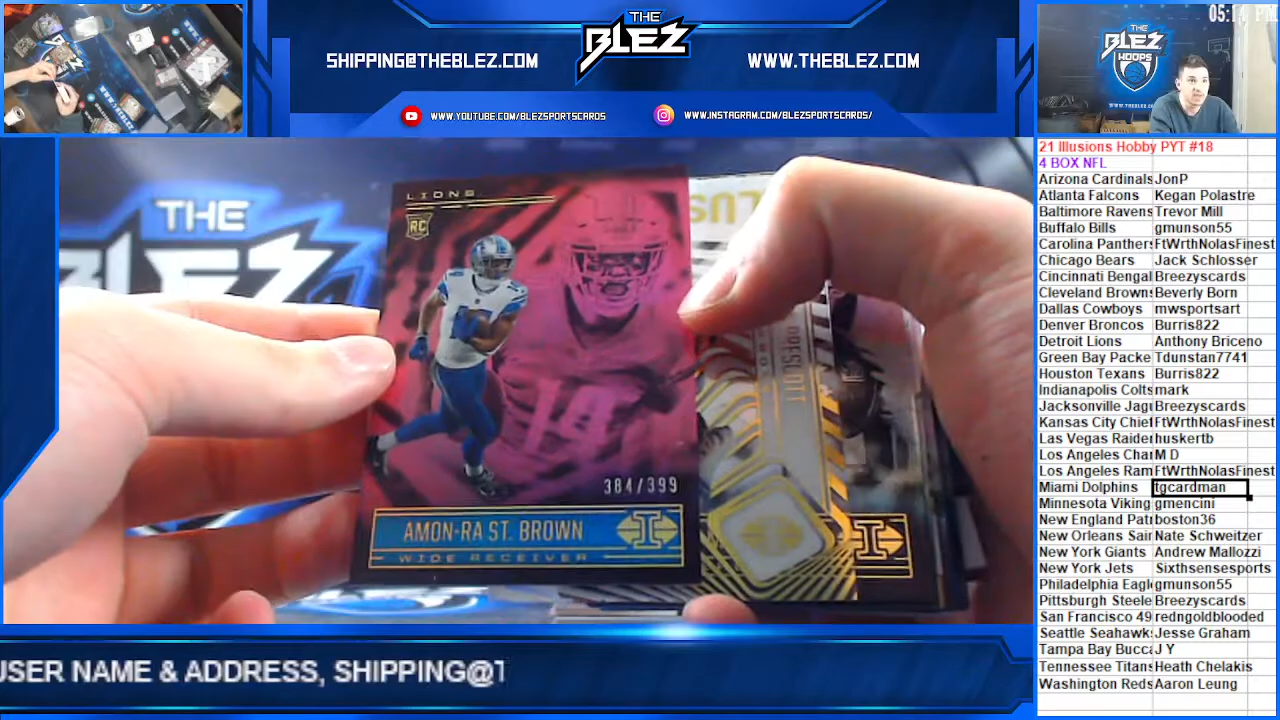 THE
BLEZ
SHIPPING@THEBLEZ.COM
WWW.THEBLEZ.COM
WWW.YOUTUBE.COM/BLEZSPORTSCARDS
WWW.INSTAGRAM.COM/BLEZSPORTSCARDS/
THE
BLEZ
HOOPS
LIONS
RC
14
384/399
AMON-RA ST. BROWN
WIDE RECEIVER
THE
21 Illusions Hobby PYT #18
4 BOX NFL
Arizona Cardinals JonP
Atlanta Falcons Kegan Polastre
Baltimore Ravens Trevor Mill
Buffalo Bills gmunson55
Carolina Panthers FtWrthNolasFinest
Chicago Bears Jack Schlosser
Cincinnati Bengal Breezyscards
Cleveland Browns Beverly Born
Dallas Cowboys mwsportsart
Denver Broncos Burris822
Detroit Lions Anthony Briceno
Green Bay Packe Tdunstan7741
Houston Texans Burris822
Indianapolis Colts mark
Jacksonville Jagu Breezyscards
Kansas City Chief FtWrthNolasFinest
Las Vegas Raider huskertb
Los Angeles Char M D
Los Angeles Ram FtWrthNolasFinest
Miami Dolphins tgcardman
Minnesota Viking gmencini
New England Patr boston36
New Orleans Sain Nate Schweitzer
New York Giants Andrew Mallozzi
New York Jets Sixthsensesports
Philadelphia Eagl gmunson55
Pittsburgh Steele Breezyscards
San Francisco 49 redngoldblooded
Seattle Seahawks Jesse Graham
Tampa Bay Bucca J Y
Tennessee Titans Heath Chelakis
Washington Reds Aaron Leung
USER NAME & ADDRESS, SHIPPING@T